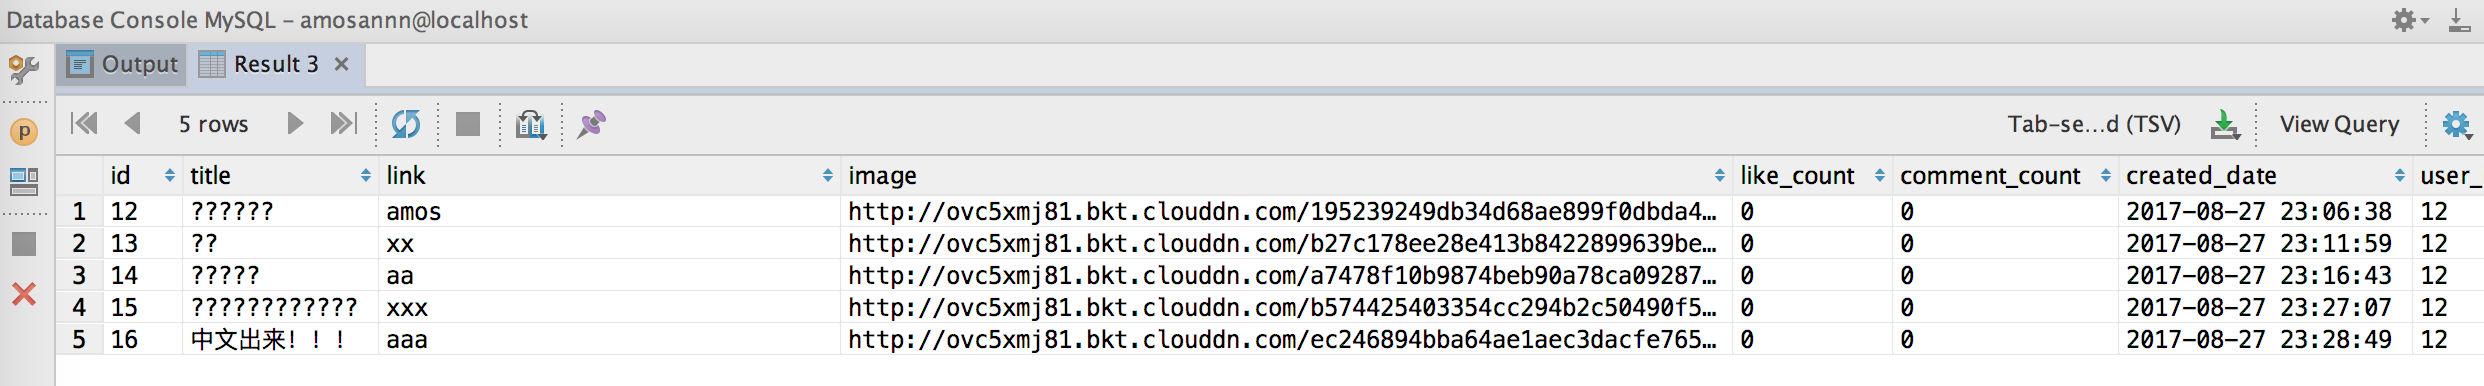 Database Console MySQL – amosannn@localhost
Output Result 3
5 rows Tab-se...d (TSV) View Query
id title link image like_count comment_count created_date user_
1 12 ?????? amos http://ovc5xmj81.bkt.clouddn.com/195239249db34d68ae899f0dbda4... 0 0 2017-08-27 23:06:38 12
2 13 ?? xx http://ovc5xmj81.bkt.clouddn.com/b27c178ee28e413b8422899639be... 0 0 2017-08-27 23:11:59 12
3 14 ????? aa http://ovc5xmj81.bkt.clouddn.com/a7478f10b9874beb90a78ca09287... 0 0 2017-08-27 23:16:43 12
4 15 ???????????? xxx http://ovc5xmj81.bkt.clouddn.com/b574425403354cc294b2c50490f5... 0 0 2017-08-27 23:27:07 12
5 16 中文出来！！！ aaa http://ovc5xmj81.bkt.clouddn.com/ec246894bba64ae1aec3dacfe765... 0 0 2017-08-27 23:28:49 12